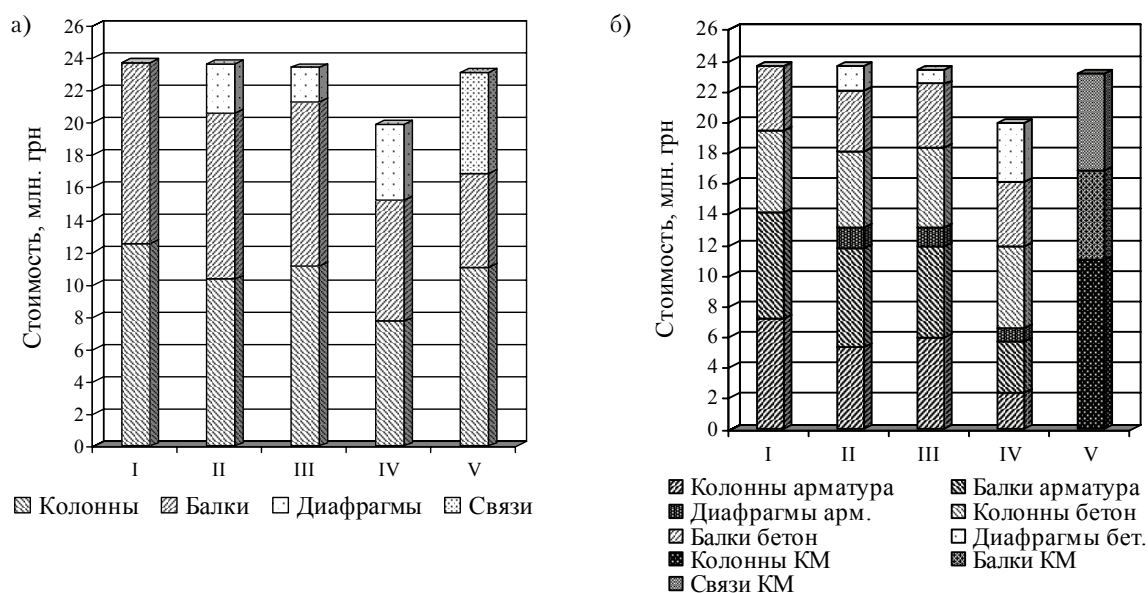 а)
Стоимость, млн. грн
26
24
22
20
18
16
14
12
10
8
6
4
2
0
I II III IV V
Колонны Балки Диафрагмы Связи
б)
Стоимость, млн. грн
26
24
22
20
18
16
14
12
10
8
6
4
2
0
I II III IV V
Колонны арматура Балки арматура
Диафрагмы арм. Колонны бетон
Балки бетон Диафрагмы бет.
Колонны КМ Балки КМ
Связи КМ